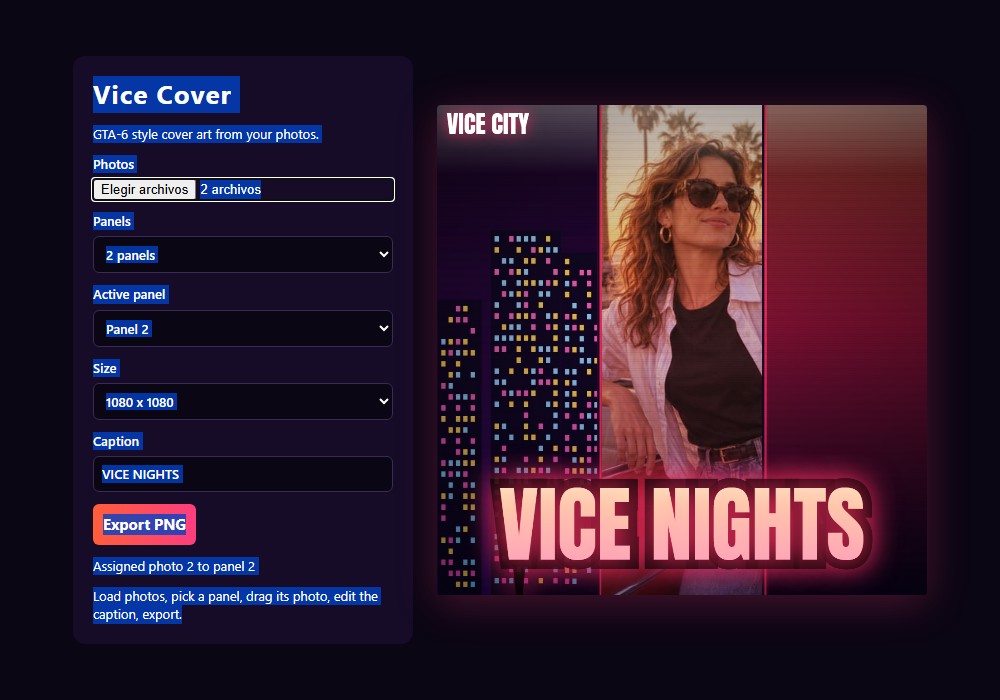 Vice Cover
GTA-6 style cover art from your photos.
Photos
Elegir archivos 2 archivos
Panels
2 panels
Active panel
Panel 2
Size
1080 x 1080
Caption
VICE NIGHTS
Export PNG
Assigned photo 2 to panel 2
Load photos, pick a panel, drag its photo, edit the
caption, export.
VICE CITY
VICE NIGHTS